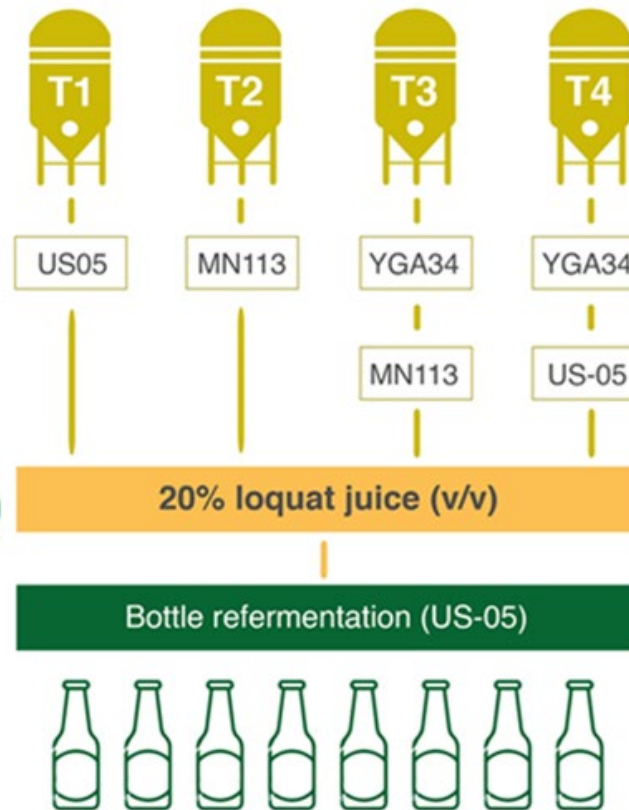 T1 T2 T3 T4
US05 MN113 YGA34 YGA34
MN113 US-05
20% loquat juice (v/v)
Bottle refermentation (US-05)